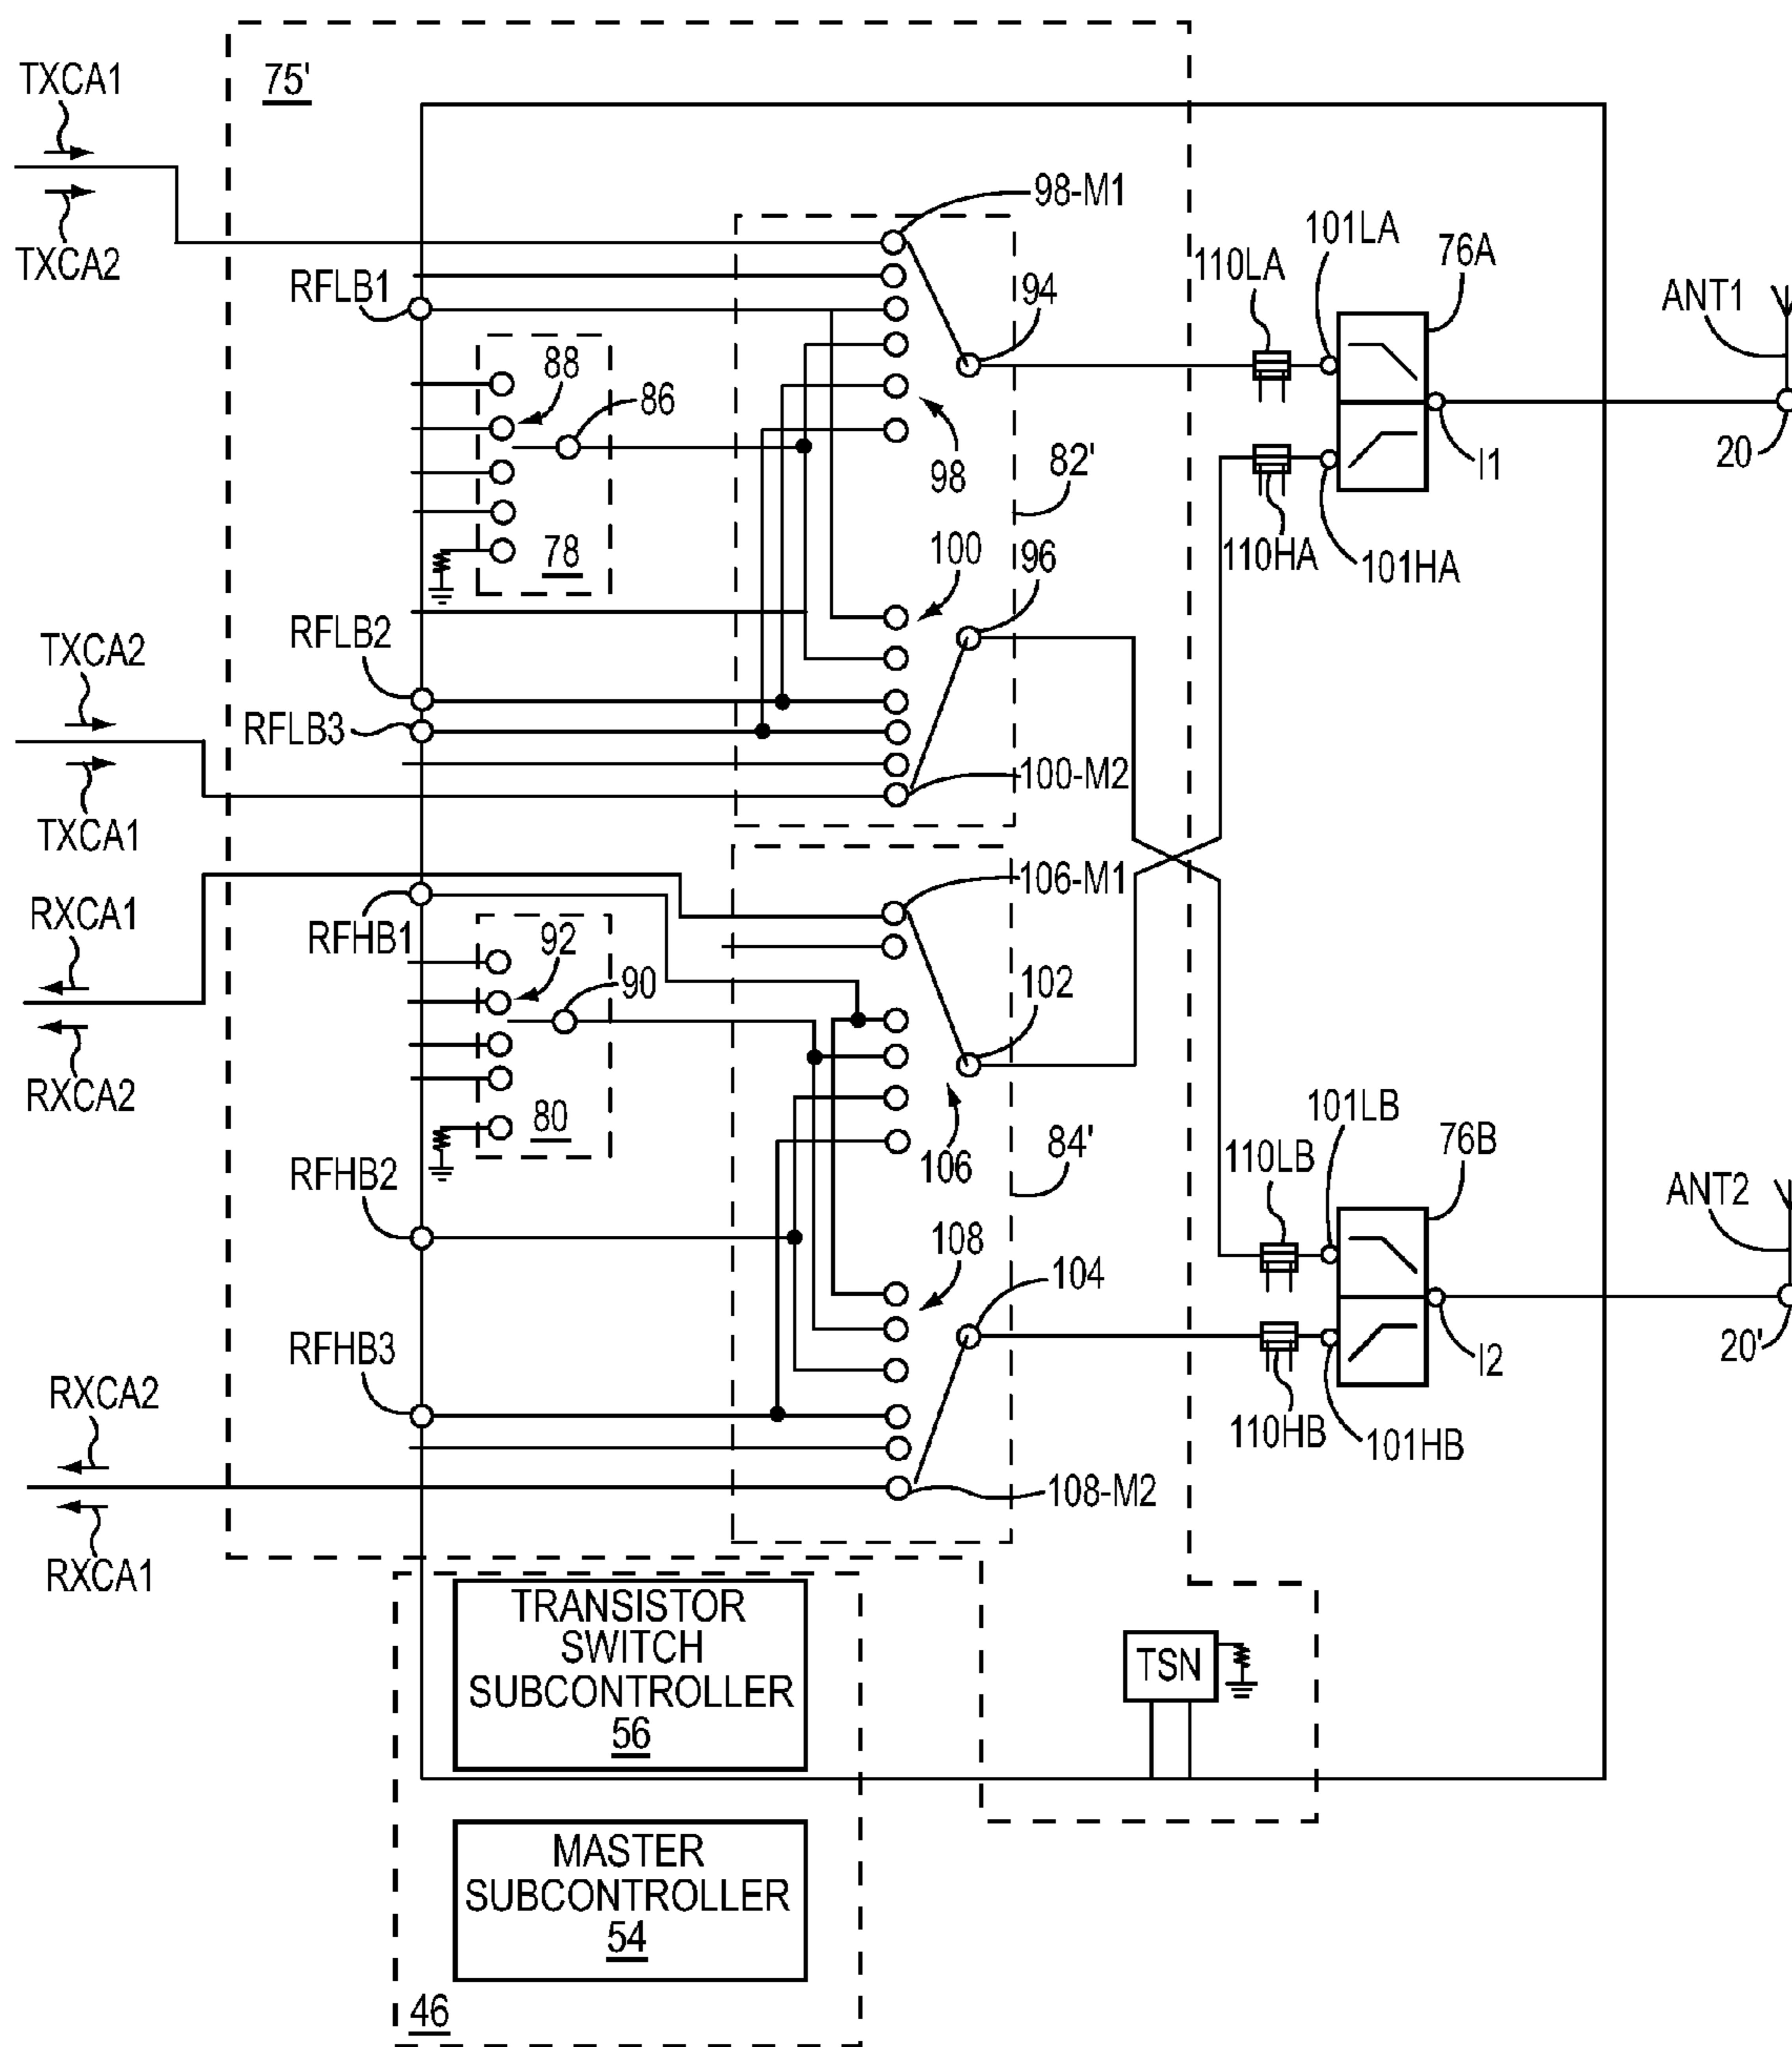 75'
TXCA1
TXCA2
98-M1
RFLB1
94
110LA
101LA
76A
ANT1
88
86
98
82'
I1
20
78
100
96
110HA
101HA
RFLB2
TXCA2
RFLB3
100-M2
TXCA1
106-M1
RXCA1
RFHB1
92
90
102
RXCA2
80
106
84'
110LB
101LB
76B
ANT2
RFHB2
108
104
RFHB3
I2
20'
RXCA2
110HB
101HB
108-M2
RXCA1
TRANSISTOR
SWITCH
SUBCONTROLLER
56
TSN
MASTER
SUBCONTROLLER
54
46